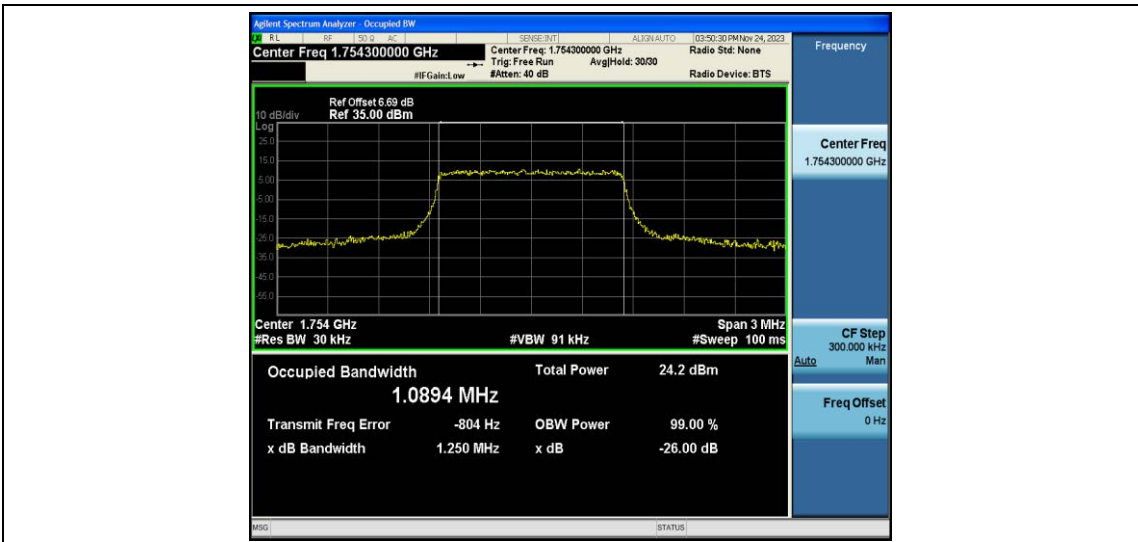 Agilent Spectrum Analyzer - Occupied BW
RL RF 50 Ω AC SENSE:INT ALIGN AUTO 03:50:30 PM Nov 24, 2023
Center Freq 1.754300000 GHz
Center Freq: 1.754300000 GHz
Radio Std: None
Trig: Free Run
Avg|Hold: 30/30
#IFGain:Low
#Atten: 40 dB
Radio Device: BTS
Ref Offset 6.69 dB
10 dB/div
Ref 35.00 dBm
Log
25.0
15.0
5.00
-5.00
-15.0
-25.0
-35.0
-45.0
-55.0
Center 1.754 GHz
Span 3 MHz
#Res BW 30 kHz
#VBW 91 kHz
#Sweep 100 ms
Occupied Bandwidth
1.0894 MHz
Total Power 24.2 dBm
Transmit Freq Error -804 Hz
OBW Power 99.00 %
x dB Bandwidth 1.250 MHz
x dB -26.00 dB
Frequency
Center Freq
1.754300000 GHz
CF Step
300.000 kHz
Auto Man
Freq Offset
0 Hz
MSG
STATUS